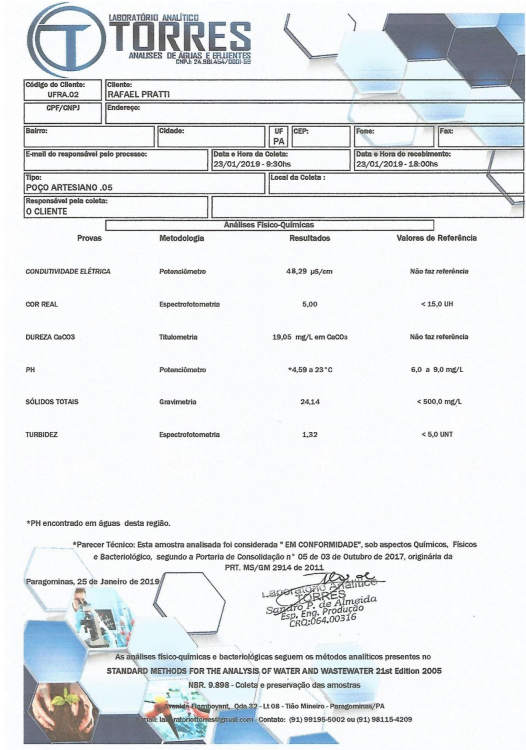 LABORATÓRIO ANALÍTICO
TORRES
ANALISES DE ÁGUAS E EFLUENTES
CNPJ: 24.981.454/0001-59
Código do Cliente:
UFRA.02
Cliente:
RAFAEL PRATTI
CPF/CNPJ
Endereço:
Bairro:
Cidade:
UF
PA
CEP:
Fone:
Fax:
E-mail do responsável pelo processo:
Data e Hora da Coleta:
23/01/2019 - 9:30hs
Data e Hora do recebimento:
23/01/2019 - 18:00hs
Tipo:
POÇO ARTESIANO .05
Local da Coleta :
Responsável pela coleta:
O CLIENTE
Análises Físico-Químicas
Provas Metodologia Resultados Valores de Referência
CONDUTIVIDADE ELÉTRICA Potenciômetro 48,29 µS/cm Não faz referência
COR REAL Espectrofotometria 5,00 < 15,0 UH
DUREZA CaCO3 Titulometria 19,05 mg/L em CaCO₃ Não faz referência
PH Potenciômetro *4,59 a 23°C 6,0 a 9,0 mg/L
SÓLIDOS TOTAIS Gravimetria 24,14 < 500,0 mg/L
TURBIDEZ Espectrofotometria 1,32 < 5,0 UNT
*PH encontrado em águas desta região.
*Parecer Técnico: Esta amostra analisada foi considerada " EM CONFORMIDADE", sob aspectos Químicos, Físicos
e Bacteriológico, segundo a Portaria de Consolidação n° 05 de 03 de Outubro de 2017, originária da
PRT. MS/GM 2914 de 2011
Paragominas, 25 de Janeiro de 2019
Laboratório Analítico
TORRES
Sandro P. de Almeida
Esp. Eng. Produção
CRQ:064.00316
As análises físico-químicas e bacteriológicas seguem os métodos analíticos presentes no
STANDARD METHODS FOR THE ANALYSIS OF WATER AND WASTEWATER 21st Edition 2005
NBR. 9.898 - Coleta e preservação das amostras
Avenida Flamboyant, Qda 32 - Lt 08 - Tião Mineiro - Paragominas/PA
Email: laboratoriottorres@gmail.com - Contato: (91) 99195-5002 ou (91) 98115-4209